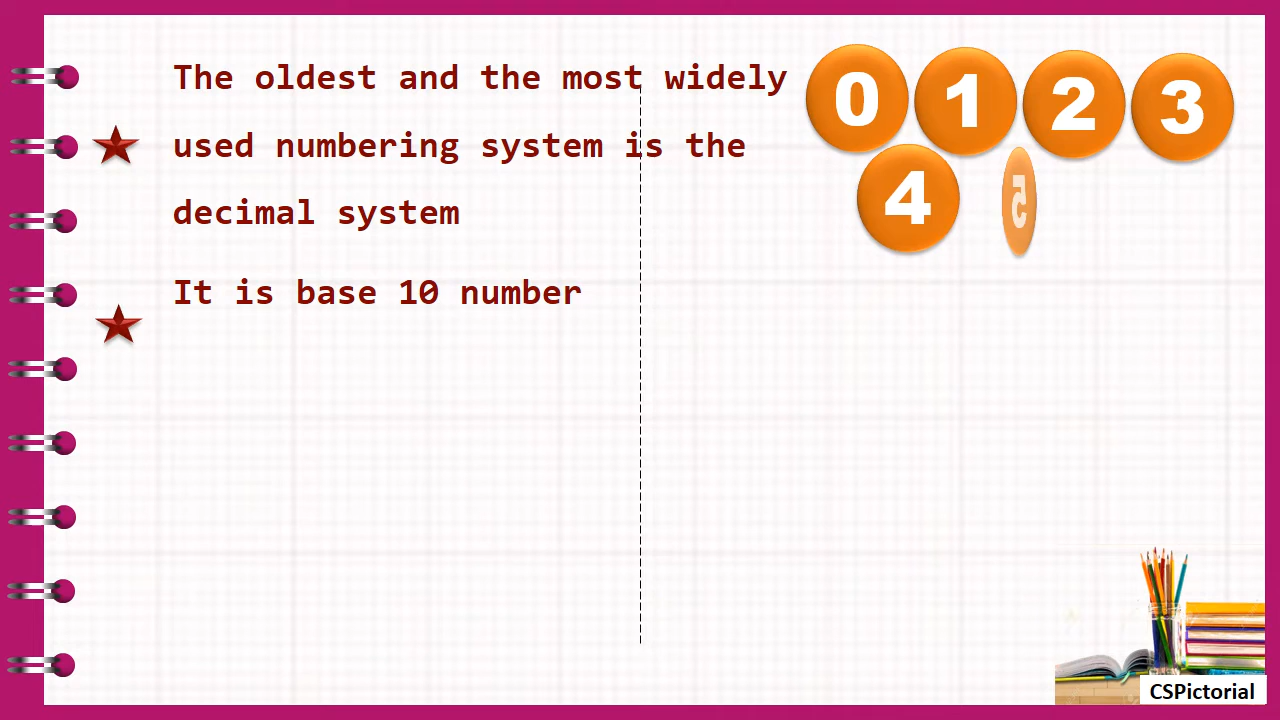 The oldest and the most widely
used numbering system is the
decimal system
It is base 10 number
0 1 2 3
4 5
CSPictorial